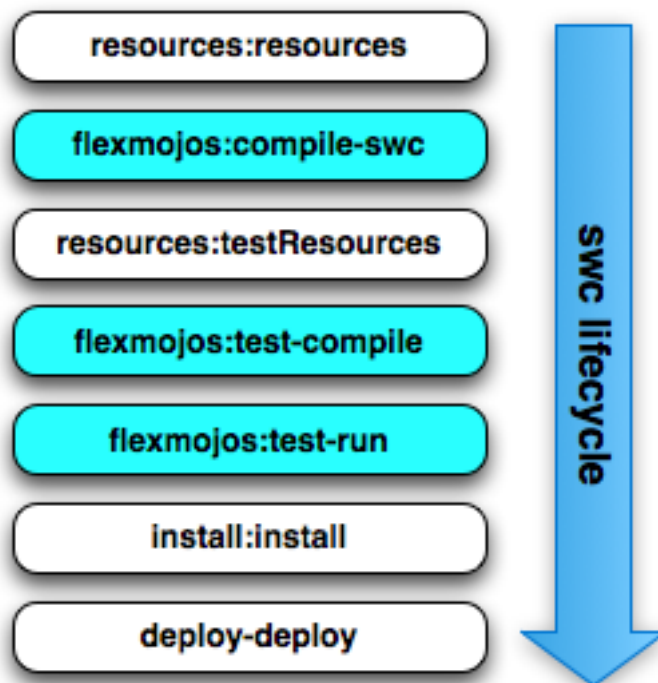 resources:resources
flexmojos:compile-swc
resources:testResources
flexmojos:test-compile
flexmojos:test-run
install:install
deploy-deploy
swc lifecycle